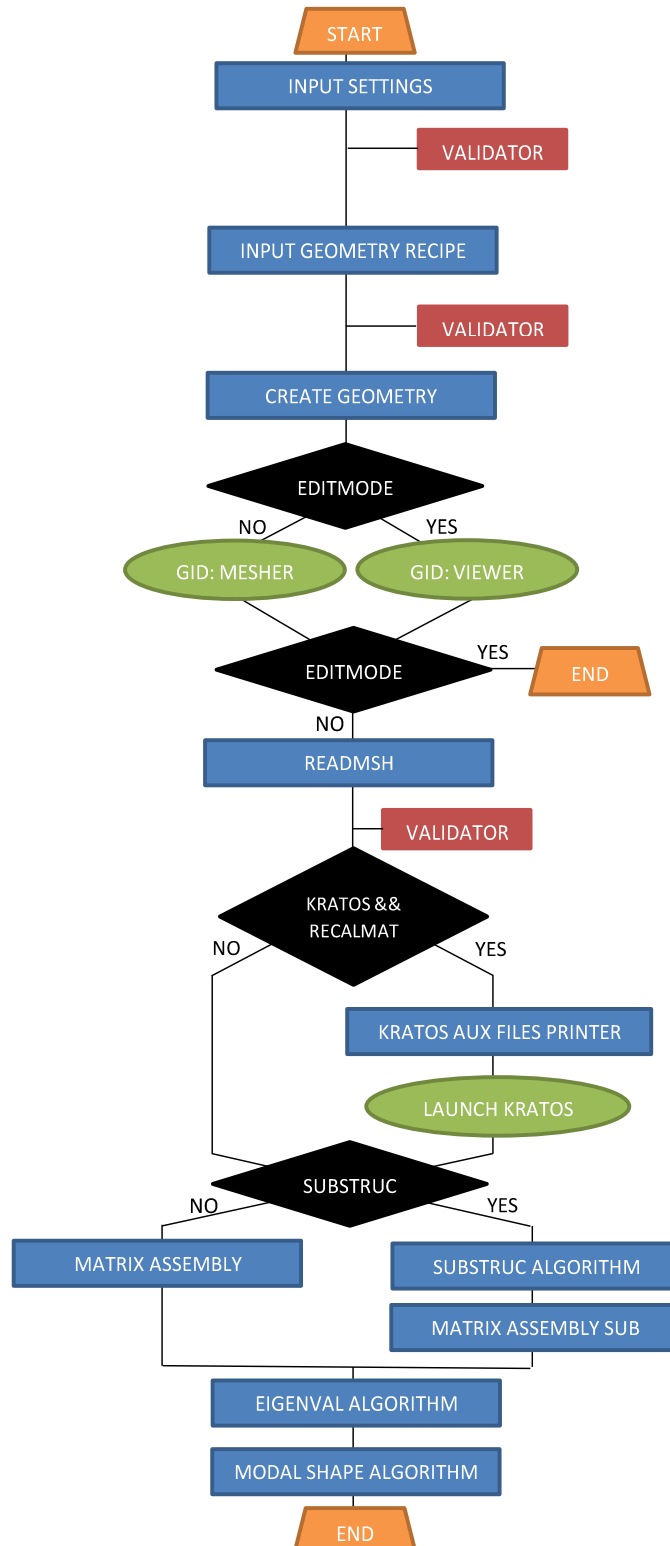 START
INPUT SETTINGS
VALIDATOR
INPUT GEOMETRY RECIPE
VALIDATOR
CREATE GEOMETRY
EDITMODE
NO
YES
GID: MESHER
GID: VIEWER
EDITMODE
YES
END
NO
READMSH
VALIDATOR
KRATOS &&
RECALMAT
NO
YES
KRATOS AUX FILES PRINTER
LAUNCH KRATOS
SUBSTRUC
NO
YES
MATRIX ASSEMBLY
SUBSTRUC ALGORITHM
MATRIX ASSEMBLY SUB
EIGENVAL ALGORITHM
MODAL SHAPE ALGORITHM
END